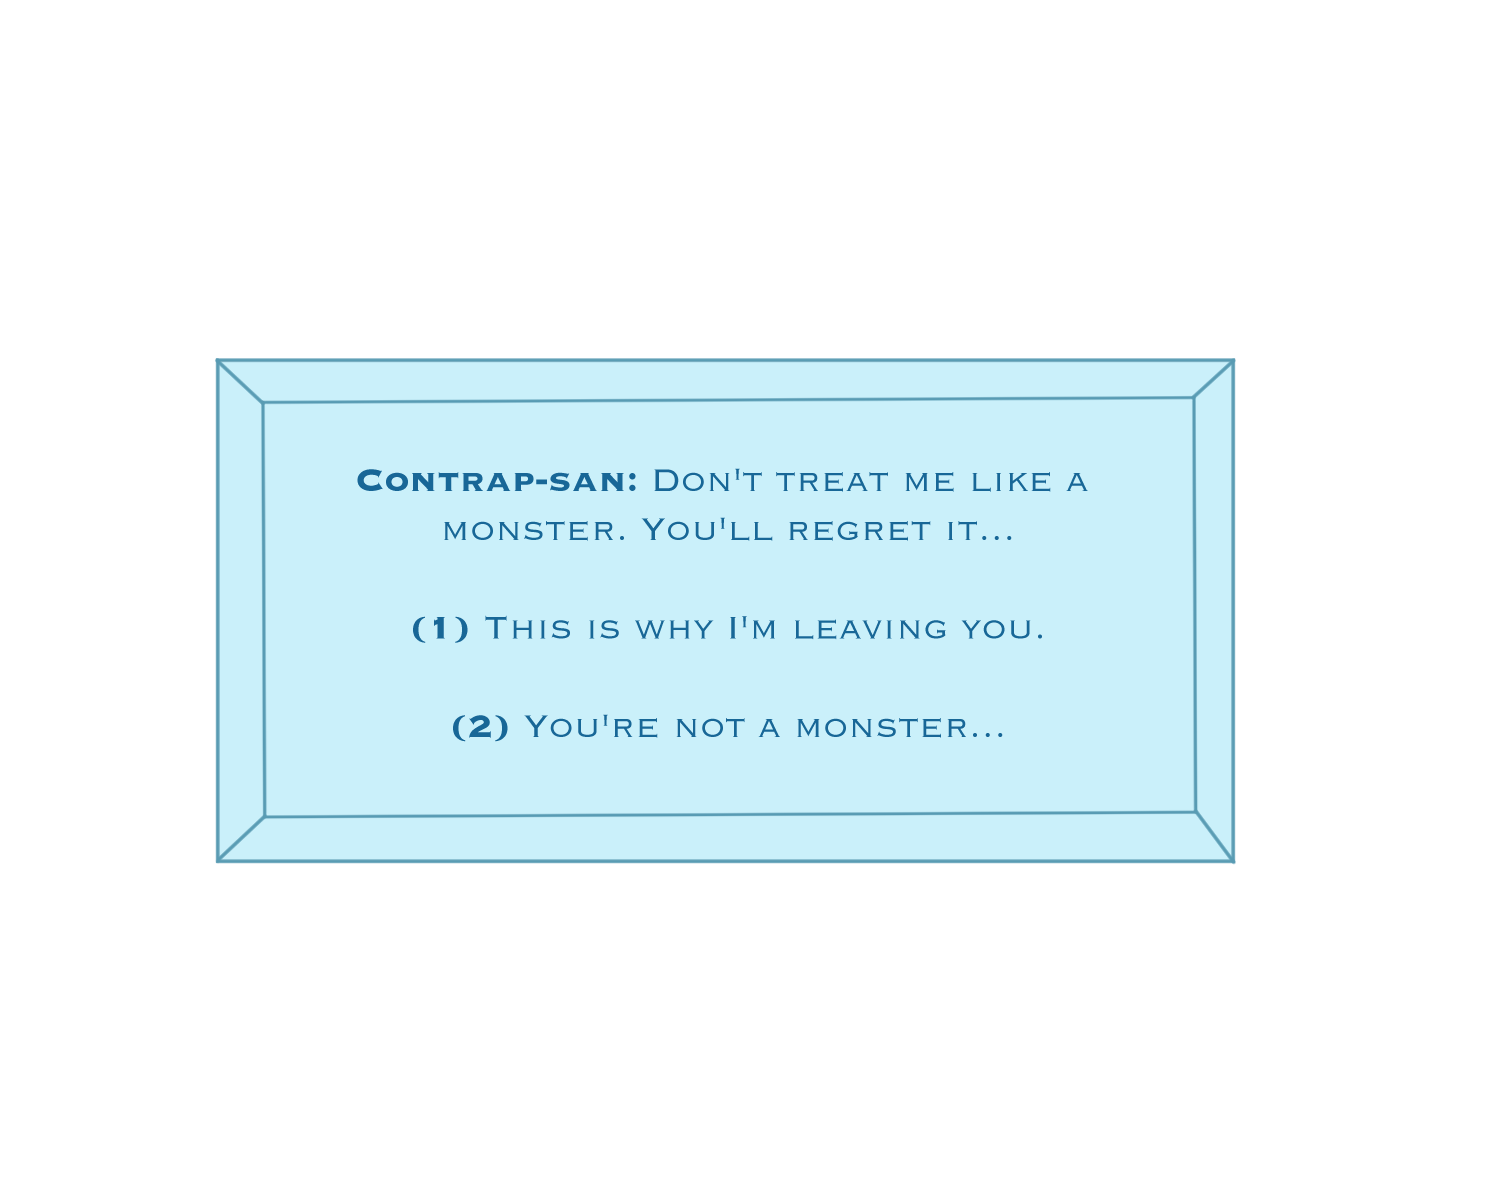 Contrap-san: Don't treat me like a
monster. You'll regret it...
(1) This is why I'm leaving you.
(2) You're not a monster...